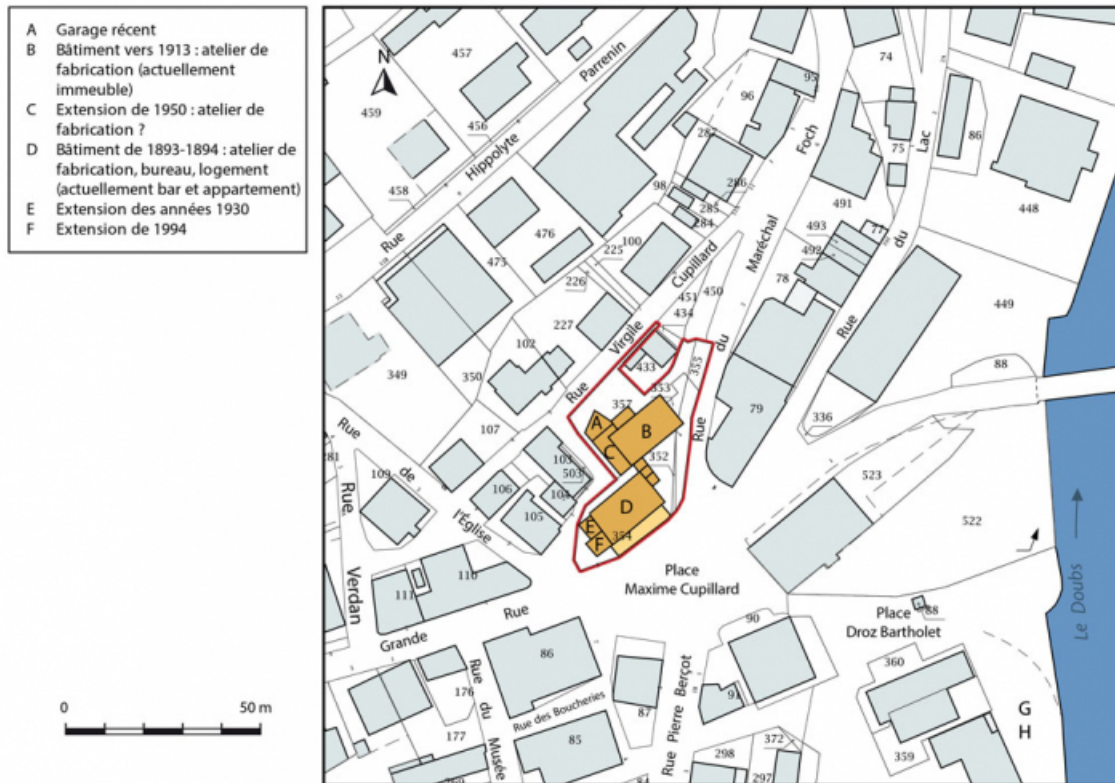 A Garage récent
B Bâtiment vers 1913 : atelier de
fabrication (actuellement
immeuble)
C Extension de 1950 : atelier de
fabrication ?
D Bâtiment de 1893-1894 : atelier de
fabrication, bureau, logement
(actuellement bar et appartement)
E Extension des années 1930
F Extension de 1994
0 50 m
N
457
459
456
458
Rue Hippolyte Parrenin
96
95
74
287
86
Foch
75
Lac
98
286
285
284
491
448
476
475
225
100
226
493
492
77
Rue Virgile Cupillard
Rue du Maréchal
Rue du
78
451
450
434
449
227
102
433
355
349
350
353
88
357
79
336
A
B
C
352
107
103
503
523
281
109
Rue de l'Église
106
104
105
D
E
F
354
522
Rue Verdan
110
111
Place
Maxime Cupillard
Le Doubs
Grande Rue
90
88
Place
Droz Bartholet
86
360
176
Rue du Musée
Rue des Boucheries
87
Rue Pierre Berçot
91
G
H
177
85
298
372
297
359